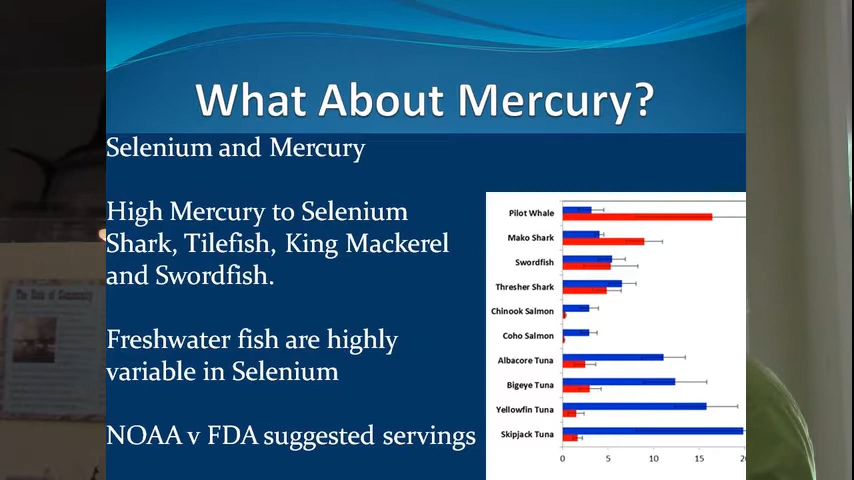 What About Mercury?
Selenium and Mercury
High Mercury to Selenium
Shark, Tilefish, King Mackerel
and Swordfish.
Freshwater fish are highly
variable in Selenium
NOAA v FDA suggested servings
Pilot Whale
Mako Shark
Swordfish
Thresher Shark
Chinook Salmon
Coho Salmon
Albacore Tuna
Bigeye Tuna
Yellowfin Tuna
Skipjack Tuna
0 5 10 15